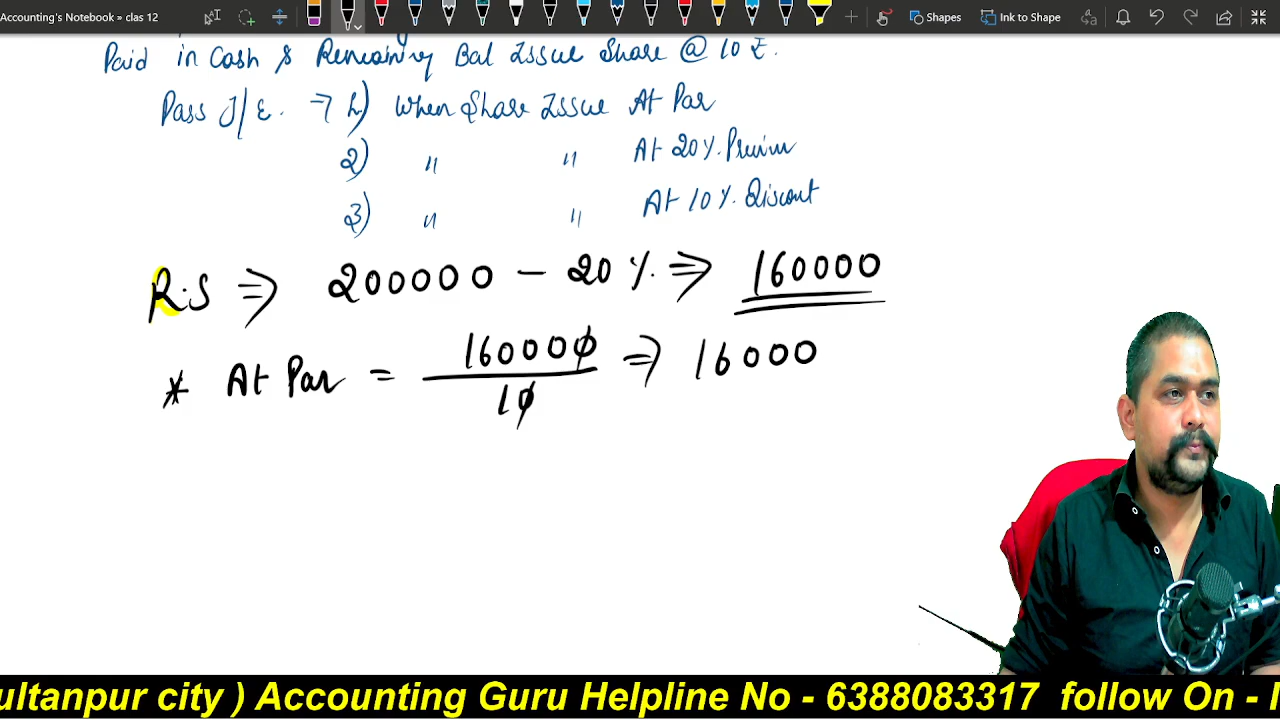 Accounting's Notebook » clas 12
Shapes
Ink to Shape
Paid in Cash & Remaining Bal Issue Share @ 10 ₹.
Pass J/E. ⇒ 1) When Share Issue At Par
2) " " At 20%. Premium
3) " " At 10%. Discount
R.S ⇒ 200000 - 20%. ⇒ 160000
* At Par = 160000 / 10 ⇒ 16000
ultanpur city ) Accounting Guru Helpline No - 6388083317 follow On -